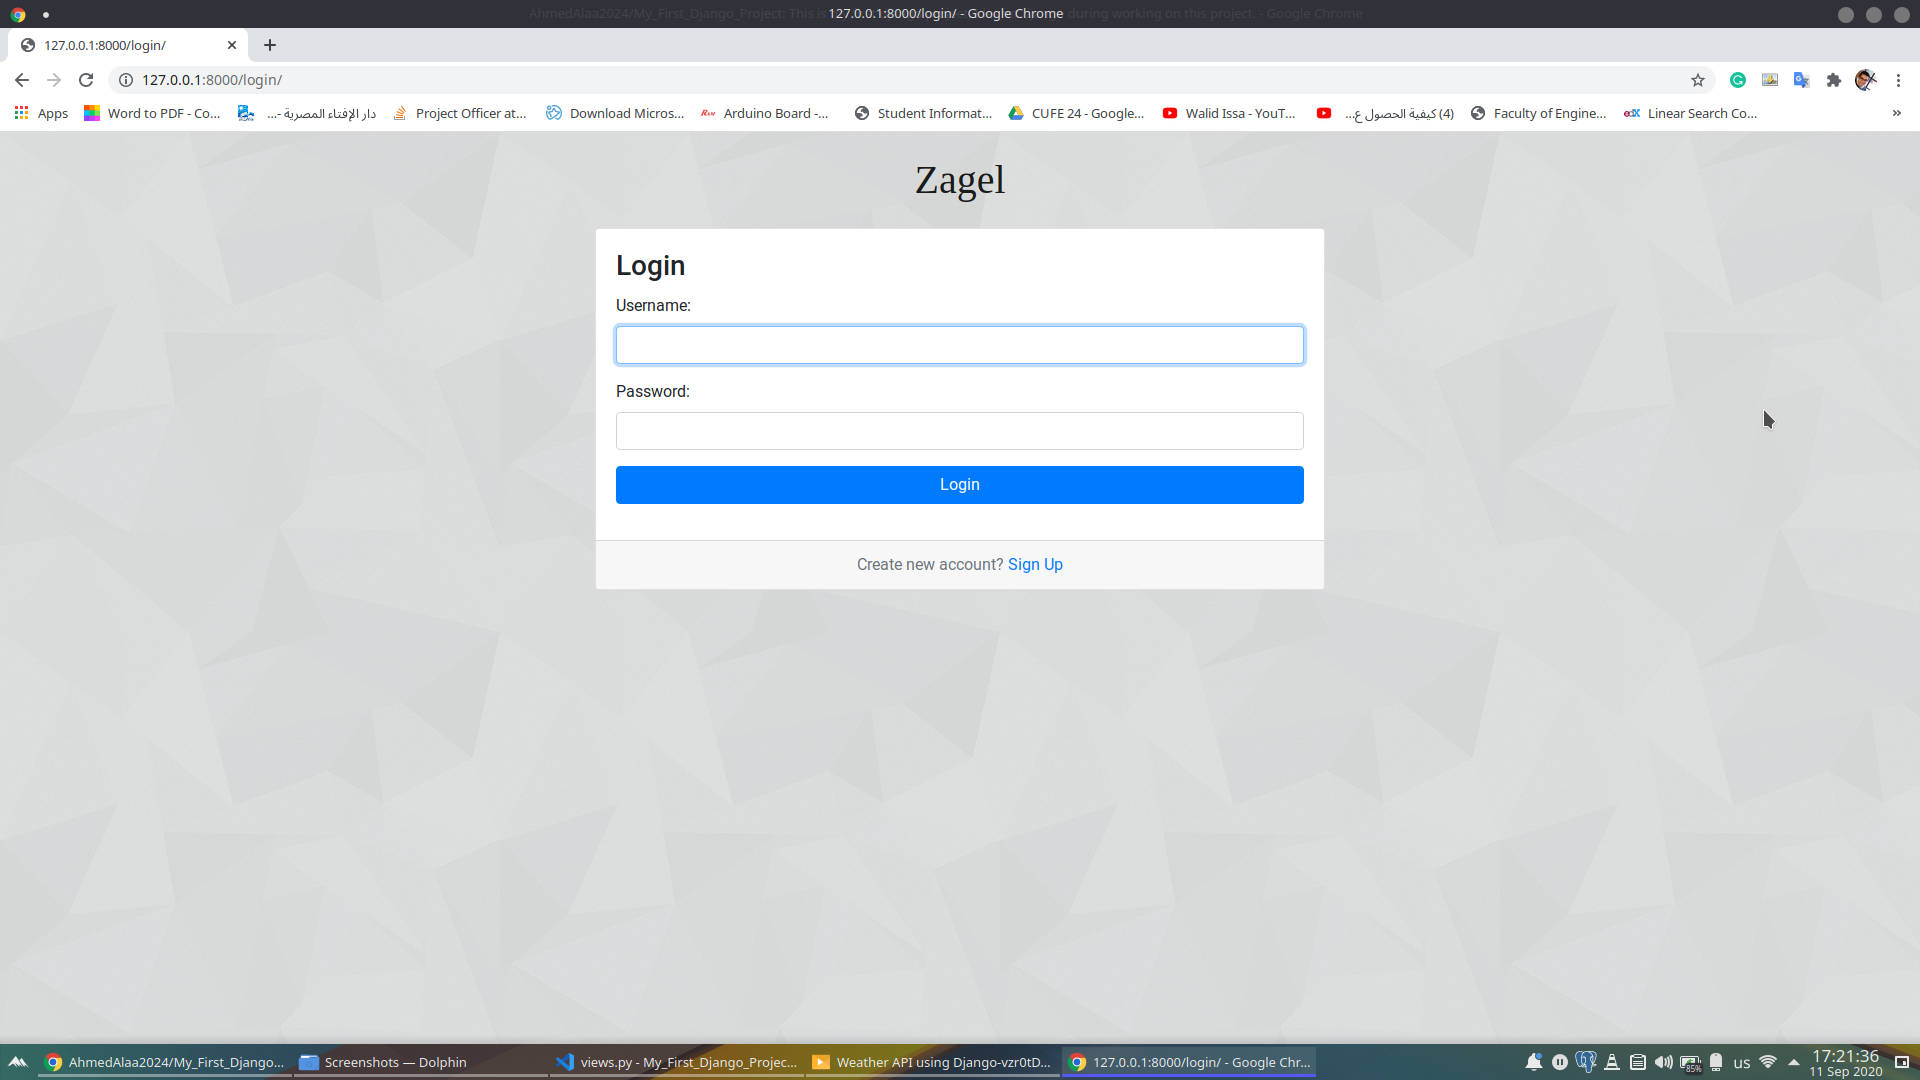 AhmedAlaa2024/My_First_Django_Project: This is 127.0.0.1:8000/login/ - Google Chrome during working on this project. - Google Chrome
127.0.0.1:8000/login/
127.0.0.1:8000/login/
Apps
Word to PDF - Co...
دار الإفتاء المصرية -...
Project Officer at...
Download Micros...
Arduino Board -...
Student Informat...
CUFE 24 - Google...
Walid Issa - YouT...
(4) كيفية الحصول ع...
Faculty of Engine...
edX
Linear Search Co...
»
Zagel
Login
Username:
Password:
Login
Create new account? Sign Up
AhmedAlaa2024/My_First_Django...
Screenshots — Dolphin
views.py - My_First_Django_Projec...
Weather API using Django-vzr0tD...
127.0.0.1:8000/login/ - Google Chr...
85%
us
17:21:36
11 Sep 2020